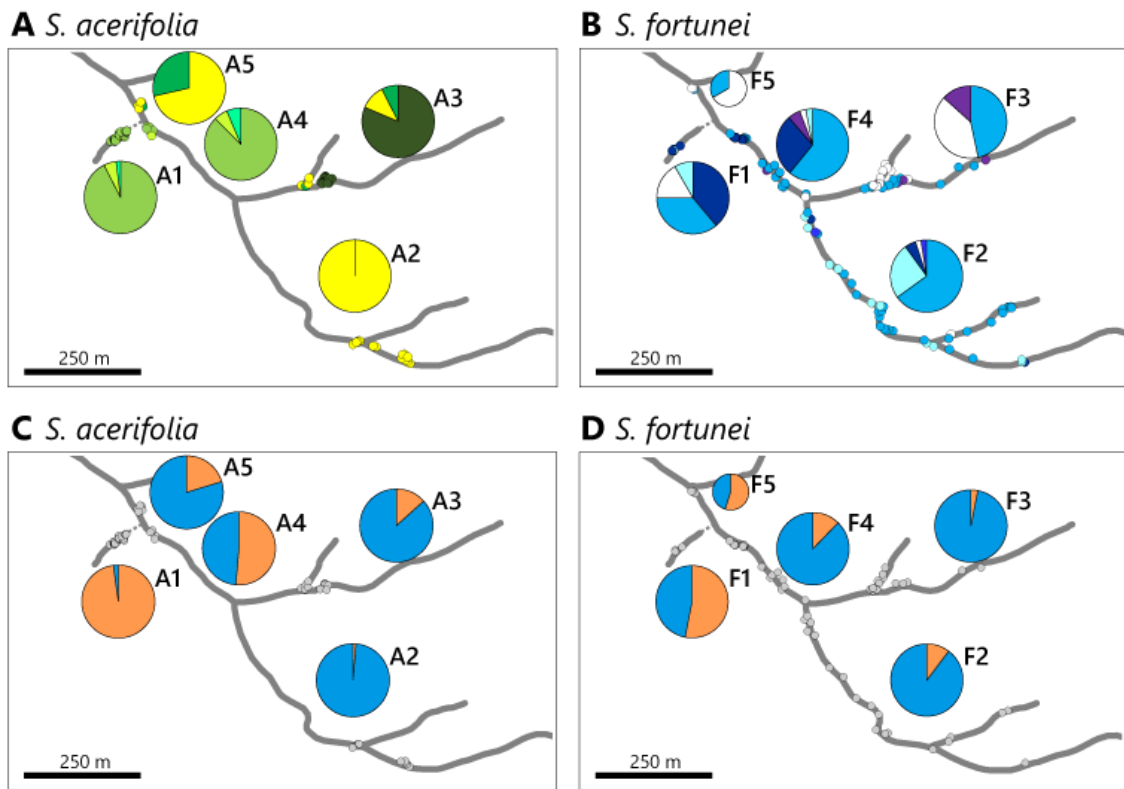 A S. acerifolia
A5
A4
A3
A1
A2
250 m
B S. fortunei
F5
F4
F3
F1
F2
250 m
C S. acerifolia
A5
A4
A3
A1
A2
250 m
D S. fortunei
F5
F4
F3
F1
F2
250 m